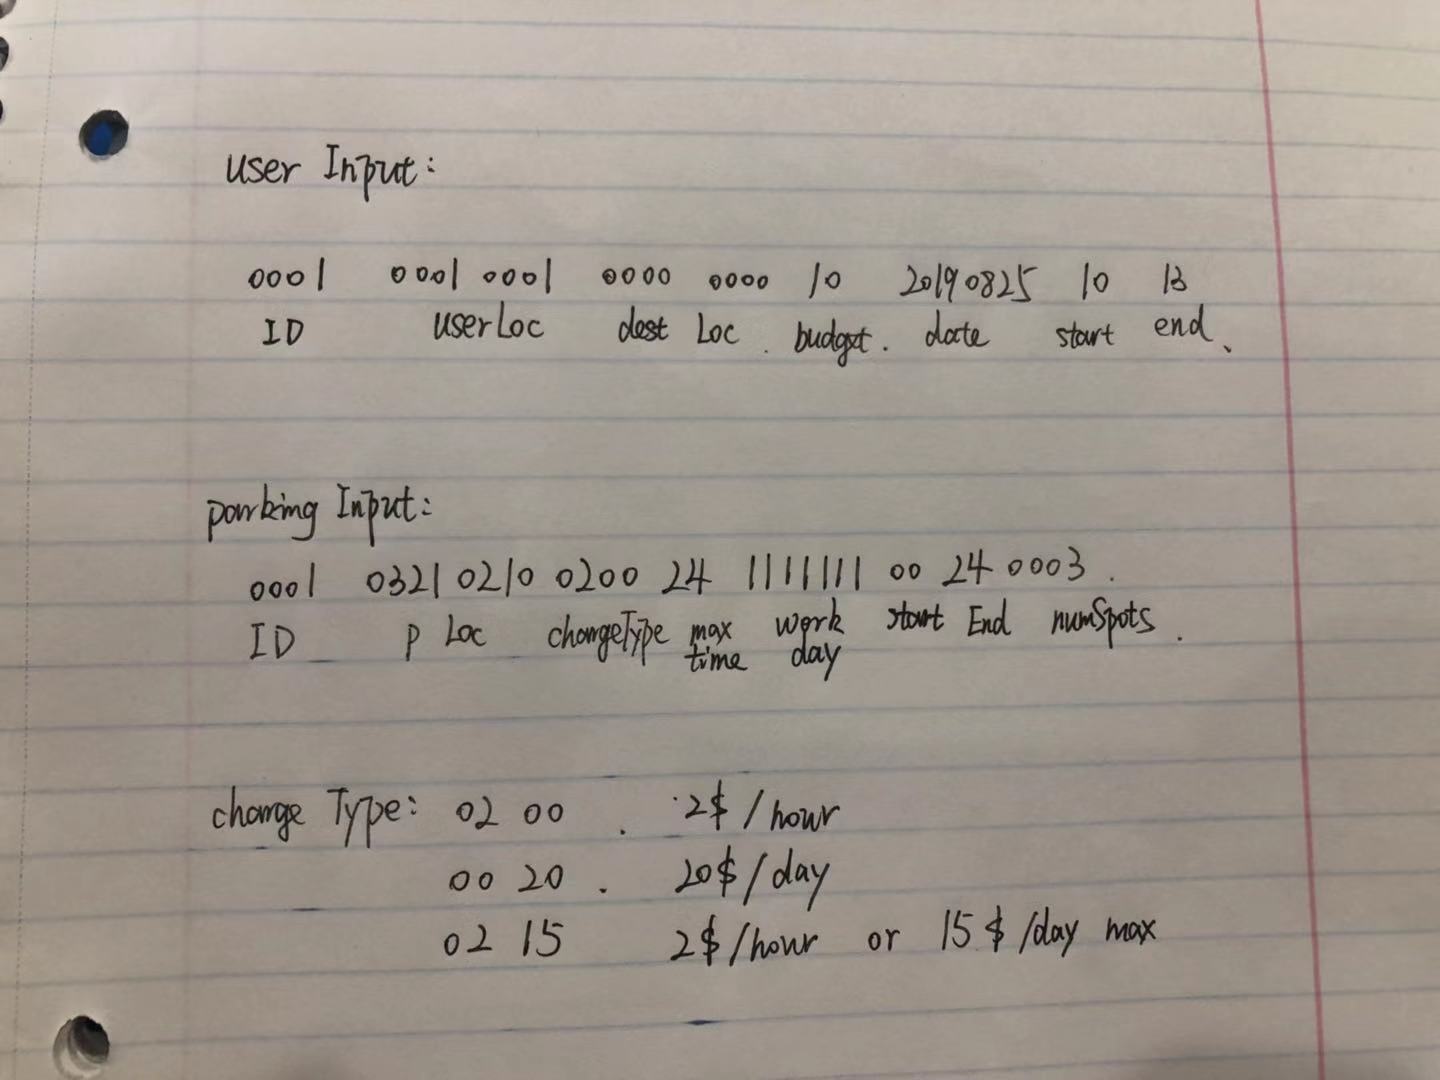 user Input:
0001 0001 0001 0000 0000 10 20190825 10 13
ID userLoc dest Loc . budget . date start end .
parking Input:
0001 0321 0210 0200 24 1111111 00 24 0003 .
ID P Loc chargeType max time work day start End numSpots .
charge Type: 02 00 . 2$/hour
00 20 . 20$/day
02 15 2$/hour or 15$/day max